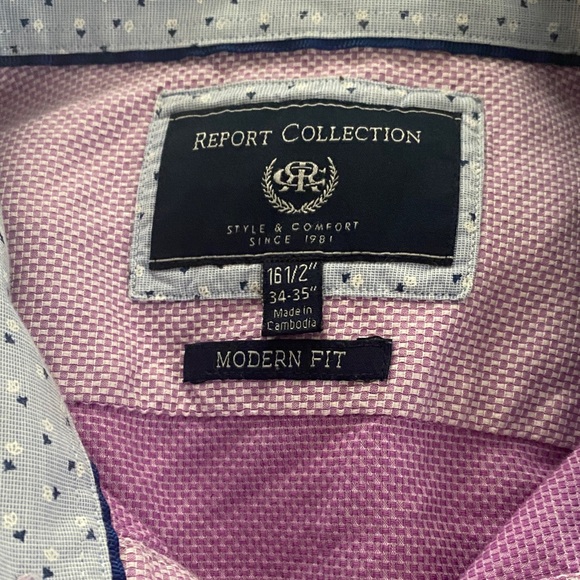 REPORT COLLECTION
STYLE & COMFORT
SINCE 1981
16 1/2"
34-35"
Made in
Cambodia
MODERN FIT